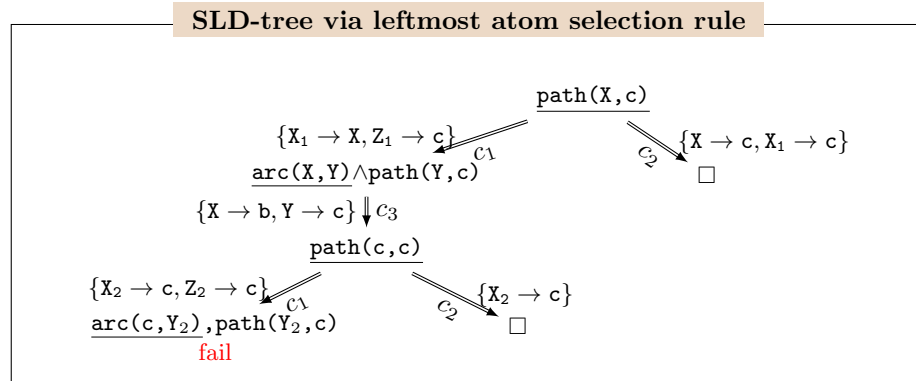 SLD-tree via leftmost atom selection rule
path(X,c)
{X₁ → X, Z₁ → c} c₁ c₂ {X → c, X₁ → c}
arc(X,Y)∧path(Y,c) □
{X → b, Y → c} c₃
path(c,c)
{X₂ → c, Z₂ → c} c₁ c₂ {X₂ → c}
arc(c,Y₂),path(Y₂,c) □
fail